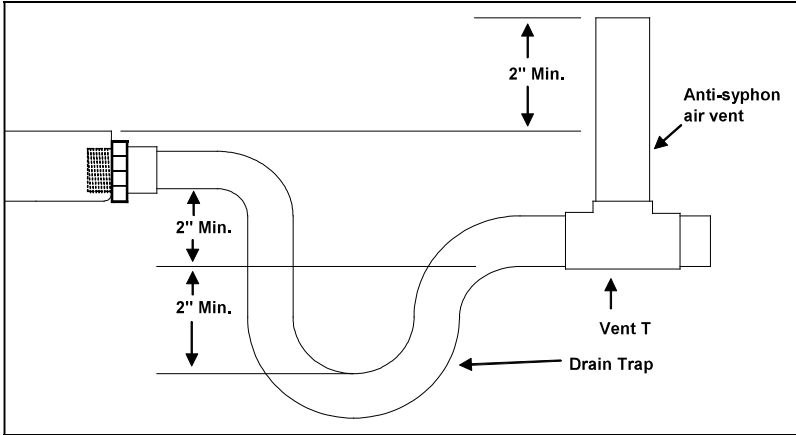 2" Min.
Anti-syphon
air vent
2" Min.
2" Min.
Vent T
Drain Trap